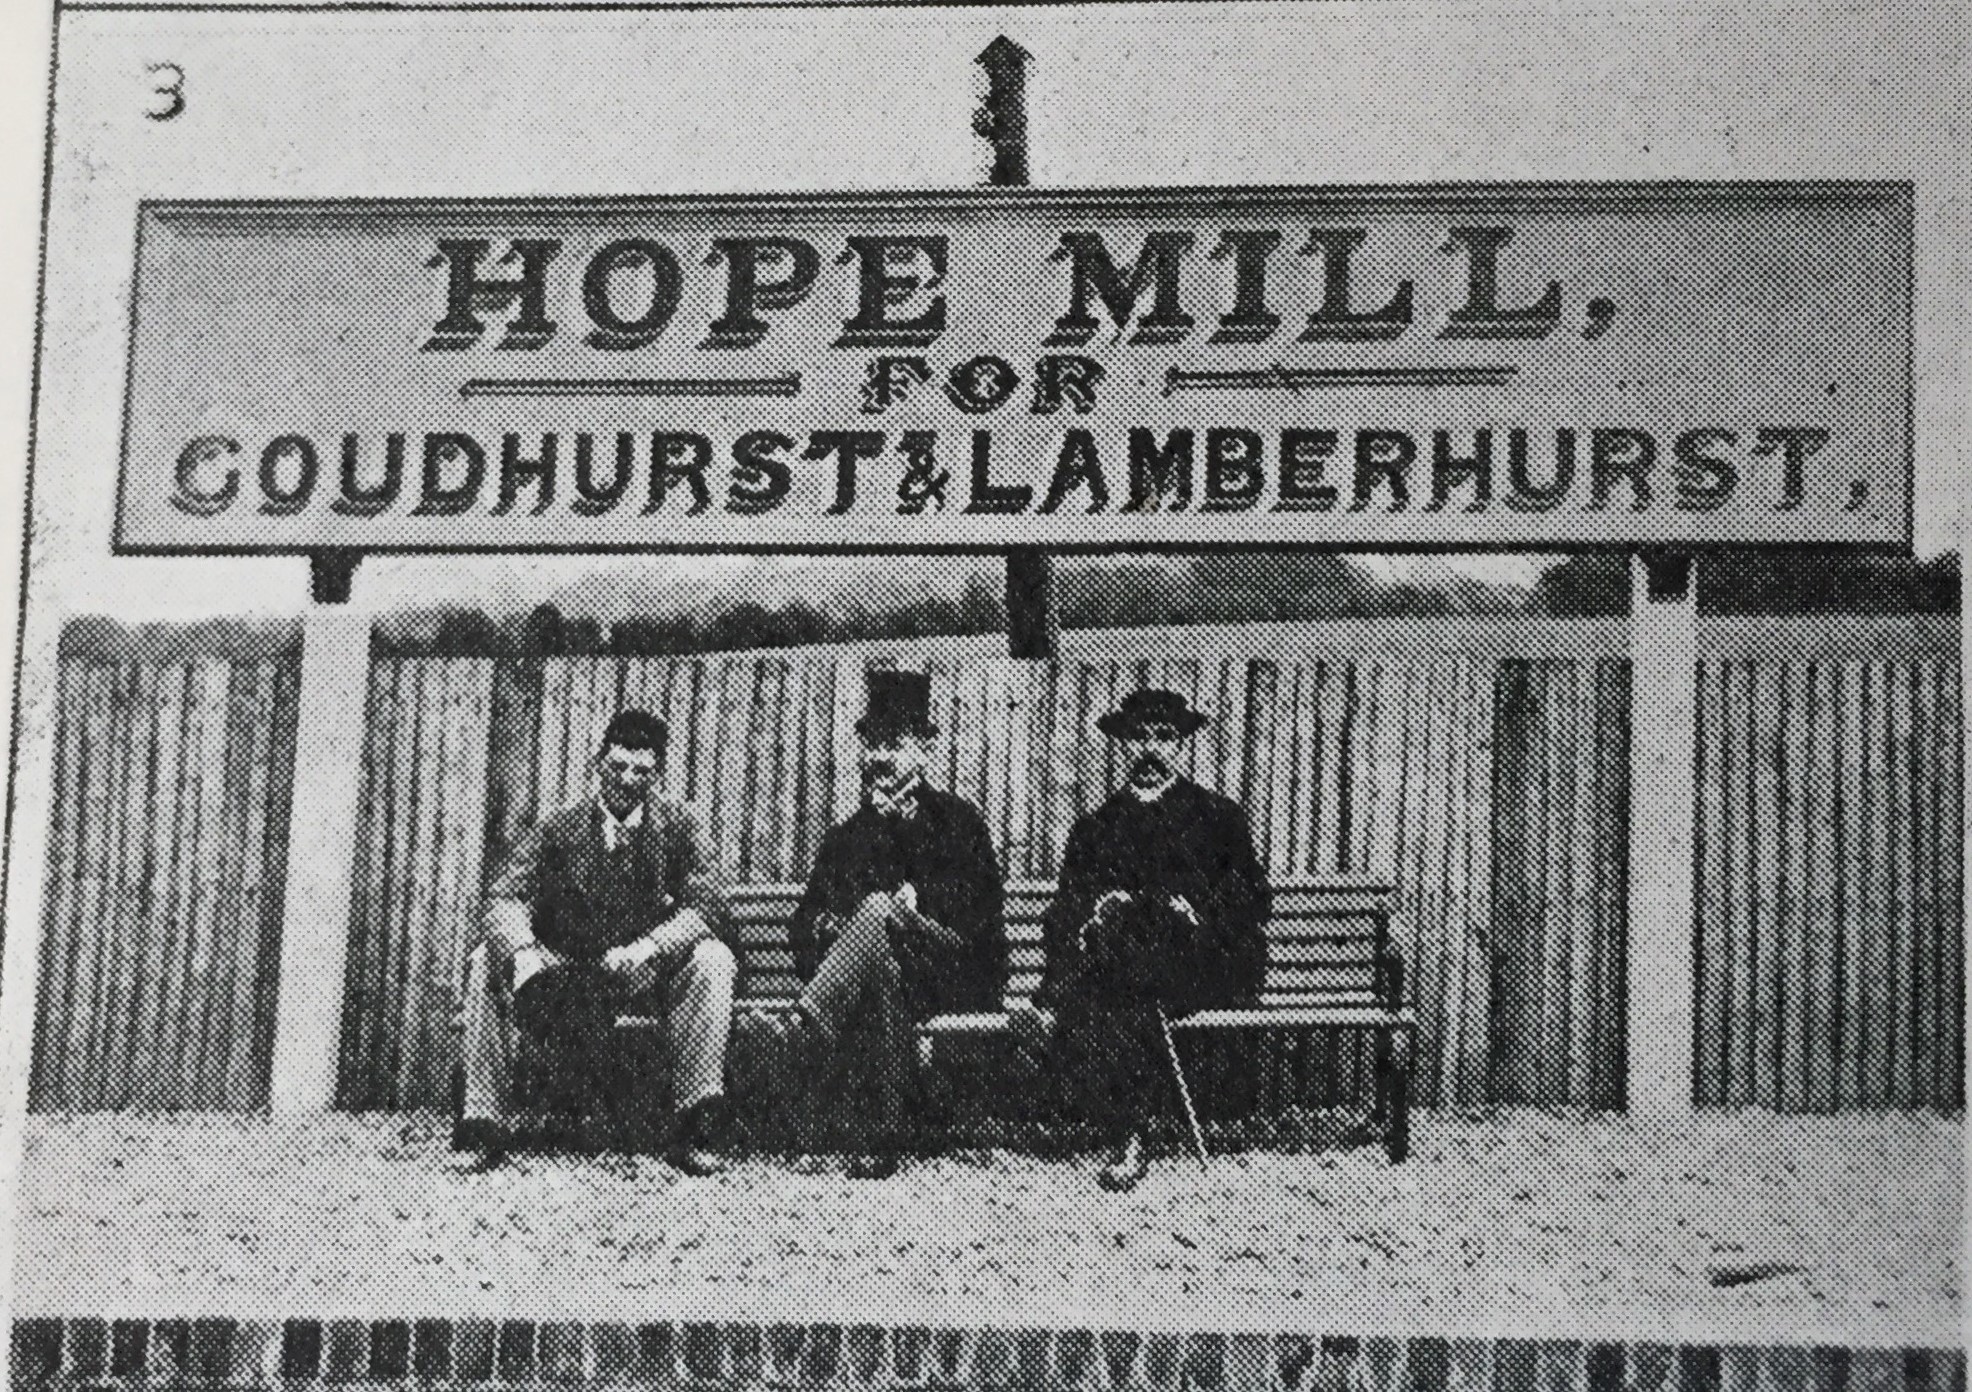 3
HOPE MILL,
FOR
GOUDHURST & LAMBERHURST,